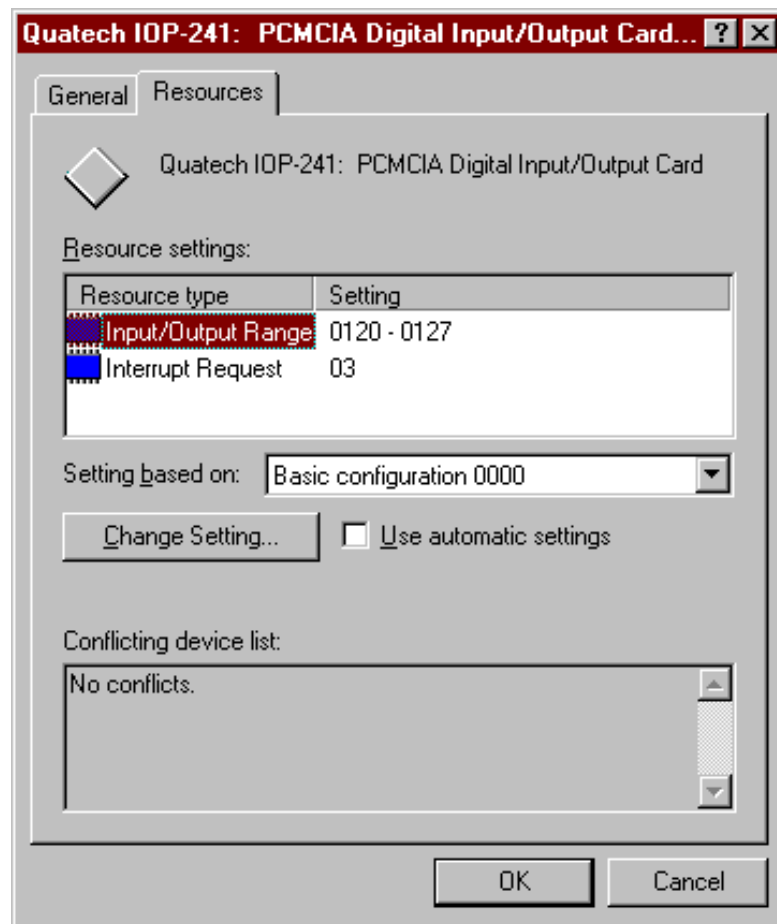 Quatech IOP-241:  PCMCIA Digital Input/Output Card... ? X
General Resources
Quatech IOP-241:  PCMCIA Digital Input/Output Card
Resource settings:
Resource type Setting
Input/Output Range 0120 - 0127
Interrupt Request 03
Setting based on: Basic configuration 0000
Change Setting... Use automatic settings
Conflicting device list:
No conflicts.
OK Cancel